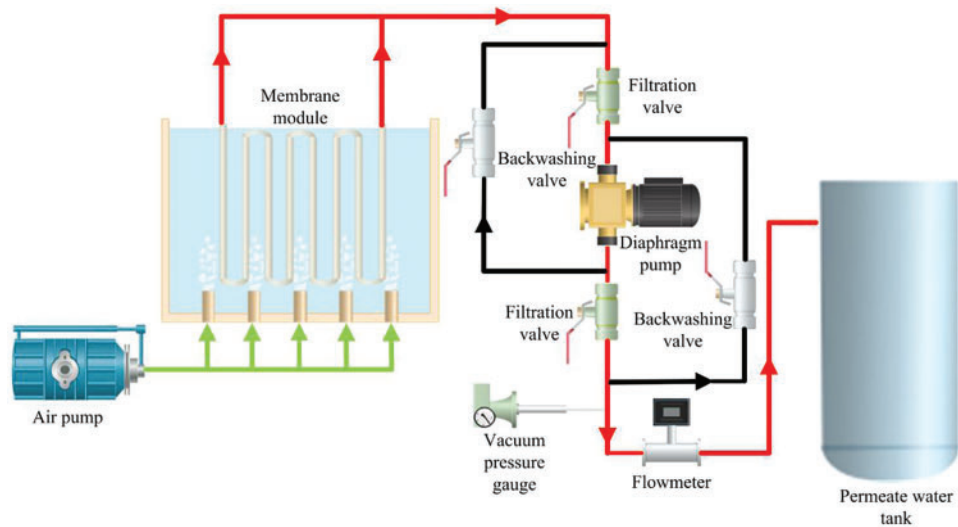 Membrane
module
Filtration
valve
Backwashing
valve
Diaphragm
pump
Filtration
valve
Backwashing
valve
Air pump
Vacuum
pressure
gauge
Flowmeter
Permeate water
tank